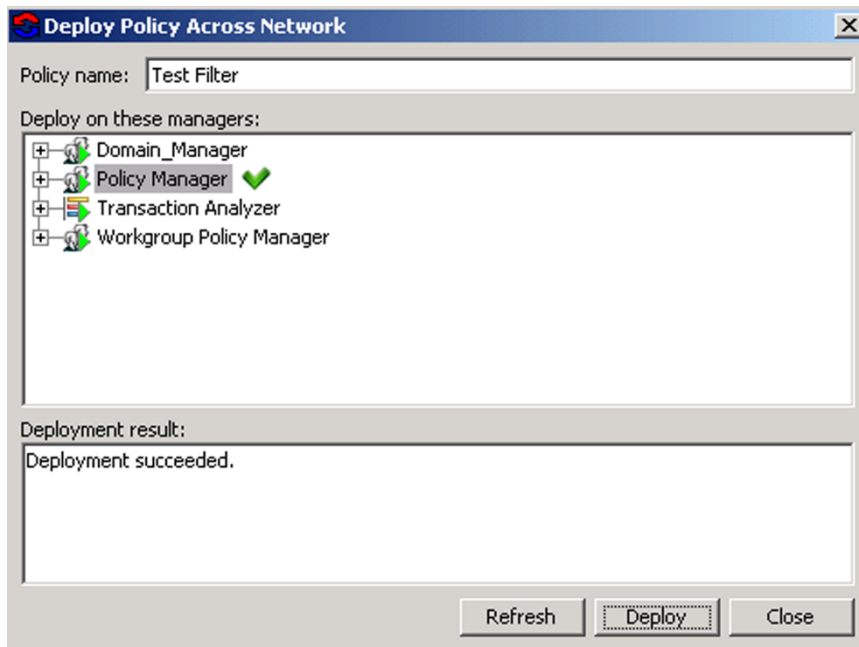 Deploy Policy Across Network
Policy name: Test Filter
Deploy on these managers:
Domain_Manager
Policy Manager
Transaction Analyzer
Workgroup Policy Manager
Deployment result:
Deployment succeeded.
Refresh Deploy Close